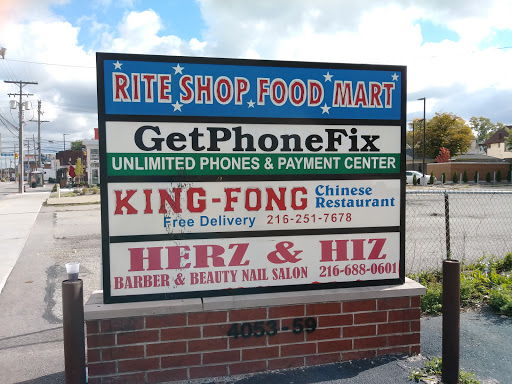 RITE SHOP FOOD MART
GetPhoneFix
UNLIMITED PHONES & PAYMENT CENTER
KING-FONG Chinese Restaurant
Free Delivery 216-251-7678
HERZ & HIZ
BARBER & BEAUTY NAIL SALON 216-688-0601
4053-59